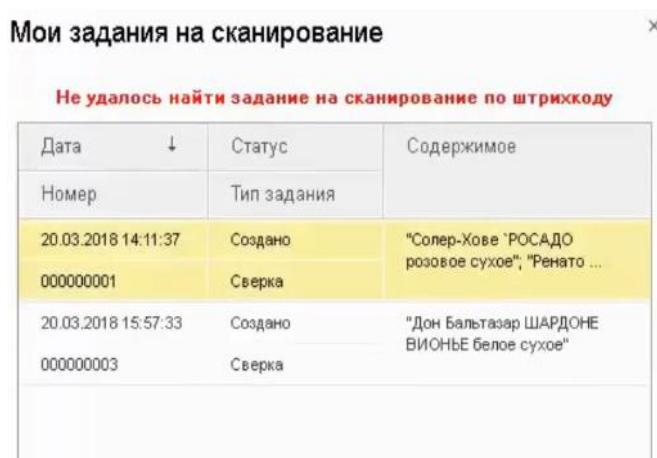 Мои задания на сканирование
Не удалось найти задание на сканирование по штрихкоду
Дата ↓ Статус Содержимое
Номер Тип задания
20.03.2018 14:11:37 Создано "Солер-Хове `РОСАДО
розовое сухое"; "Ренато ...
000000001 Сверка
20.03.2018 15:57:33 Создано "Дон Бальтазар ШАРДОНЕ
ВИОНЬЕ белое сухое"
000000003 Сверка